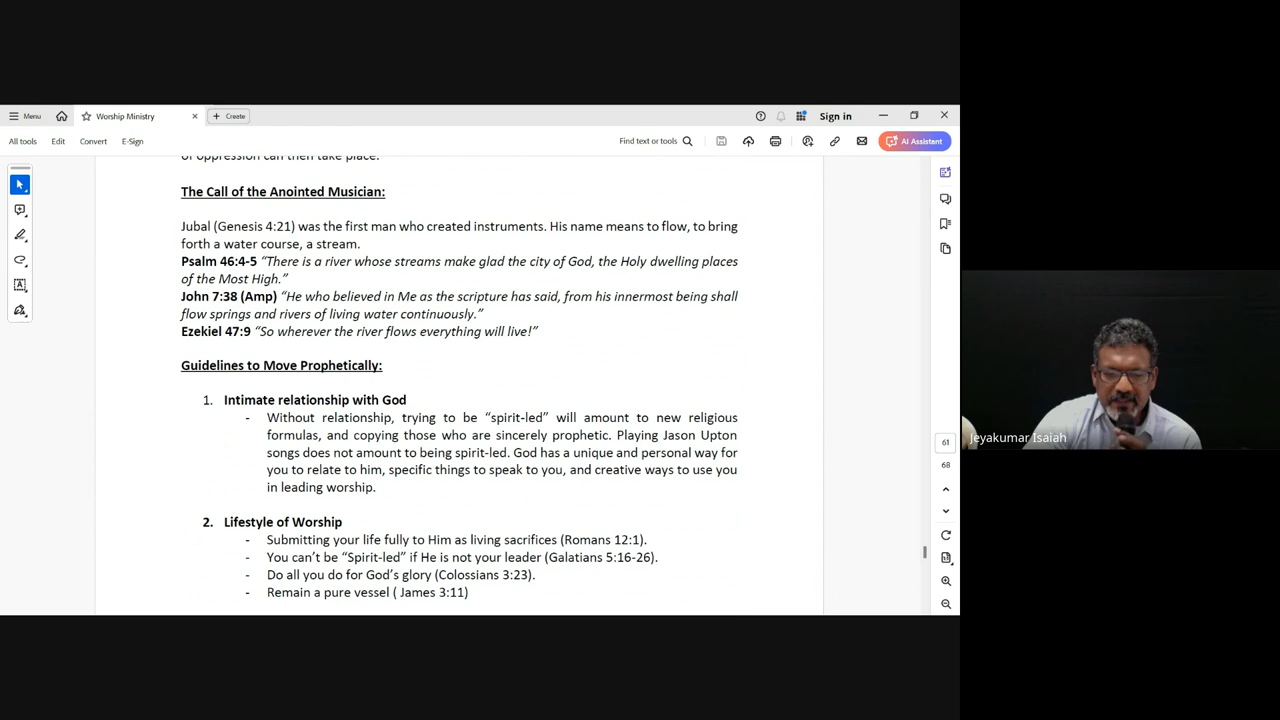 Menu
Worship Ministry
Create
Sign in
All tools
Edit
Convert
E-Sign
Find text or tools
AI Assistant
of oppression can then take place.
The Call of the Anointed Musician:
Jubal (Genesis 4:21) was the first man who created instruments. His name means to flow, to bring
forth a water course, a stream.
Psalm 46:4-5 “There is a river whose streams make glad the city of God, the Holy dwelling places
of the Most High.”
John 7:38 (Amp) “He who believed in Me as the scripture has said, from his innermost being shall
flow springs and rivers of living water continuously.”
Ezekiel 47:9 “So wherever the river flows everything will live!”
Guidelines to Move Prophetically:
1. Intimate relationship with God
- Without relationship, trying to be “spirit-led” will amount to new religious
formulas, and copying those who are sincerely prophetic. Playing Jason Upton
songs does not amount to being spirit-led. God has a unique and personal way for
you to relate to him, specific things to speak to you, and creative ways to use you
in leading worship.
2. Lifestyle of Worship
- Submitting your life fully to Him as living sacrifices (Romans 12:1).
- You can’t be “Spirit-led” if He is not your leader (Galatians 5:16-26).
- Do all you do for God’s glory (Colossians 3:23).
- Remain a pure vessel ( James 3:11)
61
68
Jeyakumar Isaiah